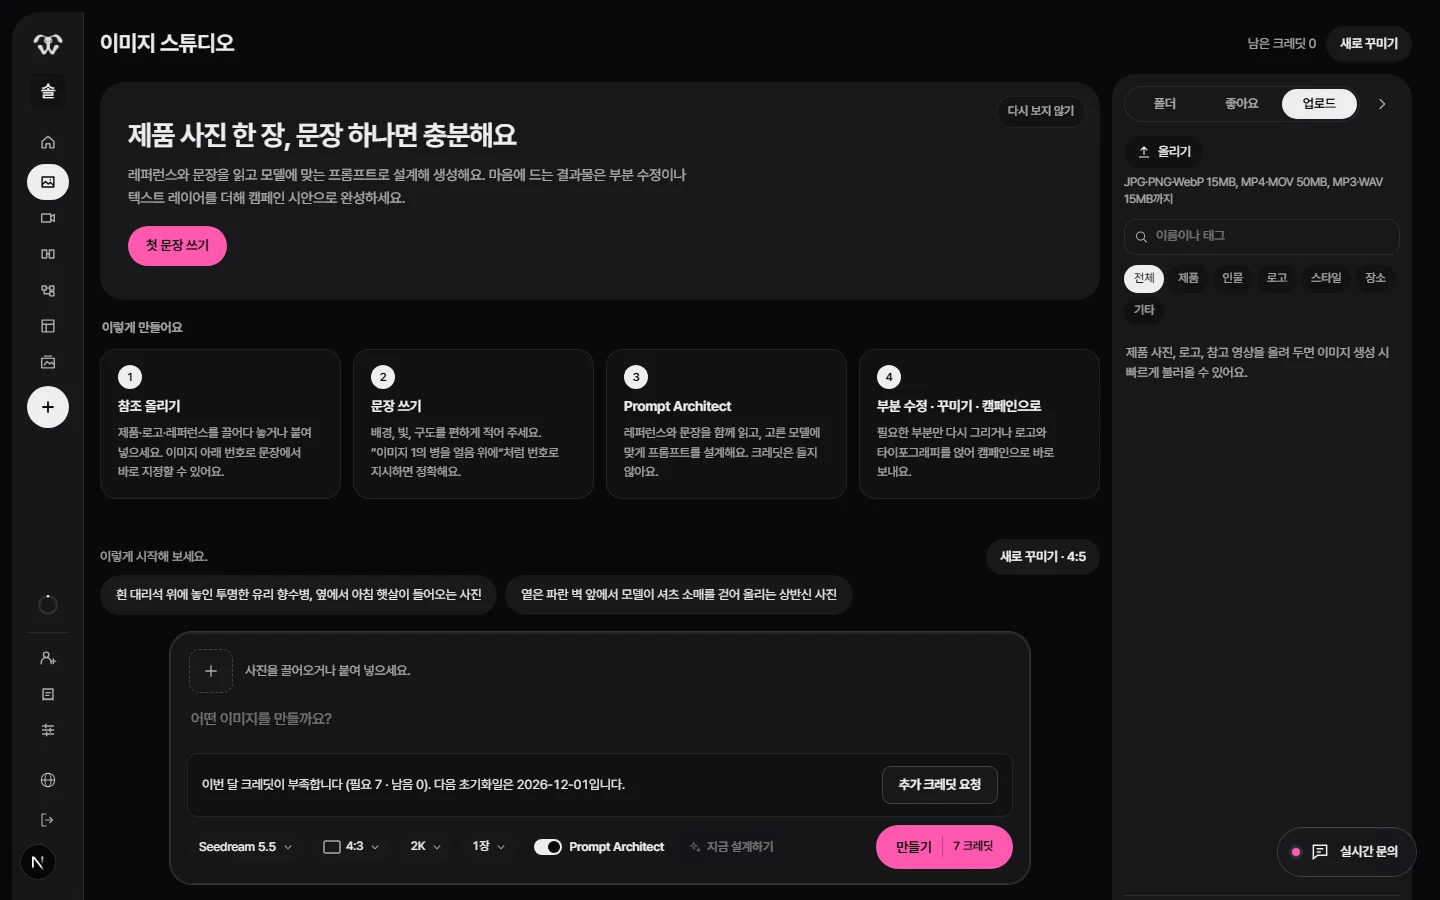 이미지 스튜디오
남은 크레딧 0
새로 꾸미기
솔
제품 사진 한 장, 문장 하나면 충분해요
다시 보지 않기
레퍼런스와 문장을 읽고 모델에 맞는 프롬프트로 설계해 생성해요. 마음에 드는 결과물은 부분 수정이나
텍스트 레이어를 더해 캠페인 시안으로 완성하세요.
첫 문장 쓰기
이렇게 만들어요
1
참조 올리기
제품·로고·레퍼런스를 끌어다 놓거나 붙여
넣으세요. 이미지 아래 번호로 문장에서
바로 지정할 수 있어요.
2
문장 쓰기
배경, 빛, 구도를 편하게 적어 주세요.
"이미지 1의 병을 얼음 위에"처럼 번호로
지시하면 정확해요.
3
Prompt Architect
레퍼런스와 문장을 함께 읽고, 고른 모델에
맞게 프롬프트를 설계해요. 크레딧은 들지
않아요.
4
부분 수정 · 꾸미기 · 캠페인으로
필요한 부분만 다시 그리거나 로고와
타이포그래피를 얹어 캠페인으로 바로
보내요.
이렇게 시작해 보세요.
새로 꾸미기 · 4:5
흰 대리석 위에 놓인 투명한 유리 향수병, 옆에서 아침 햇살이 들어오는 사진
옅은 파란 벽 앞에서 모델이 셔츠 소매를 걷어 올리는 상반신 사진
사진을 끌어오거나 붙여 넣으세요.
어떤 이미지를 만들까요?
이번 달 크레딧이 부족합니다 (필요 7 · 남음 0). 다음 초기화일은 2026-12-01입니다.
추가 크레딧 요청
Seedream 5.5
4:3
2K
1장
Prompt Architect
지금 설계하기
만들기
7 크레딧
폴더
좋아요
업로드
올리기
JPG·PNG·WebP 15MB, MP4·MOV 50MB, MP3·WAV
15MB까지
이름이나 태그
전체
제품
인물
로고
스타일
장소
기타
제품 사진, 로고, 참고 영상을 올려 두면 이미지 생성 시
빠르게 불러올 수 있어요.
실시간 문의
N